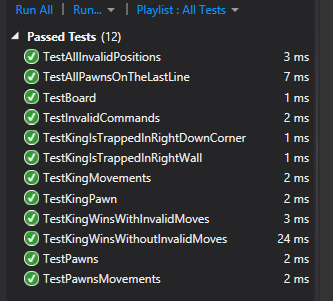 Run All | Run... | Playlist : All Tests
Passed Tests (12)
TestAllInvalidPositions 3 ms
TestAllPawnsOnTheLastLine 7 ms
TestBoard 1 ms
TestInvalidCommands 2 ms
TestKingIsTrappedInRightDownCorner 1 ms
TestKingIsTrappedInRightWall 1 ms
TestKingMovements 2 ms
TestKingPawn 2 ms
TestKingWinsWithInvalidMoves 3 ms
TestKingWinsWithoutInvalidMoves 24 ms
TestPawns 2 ms
TestPawnsMovements 2 ms